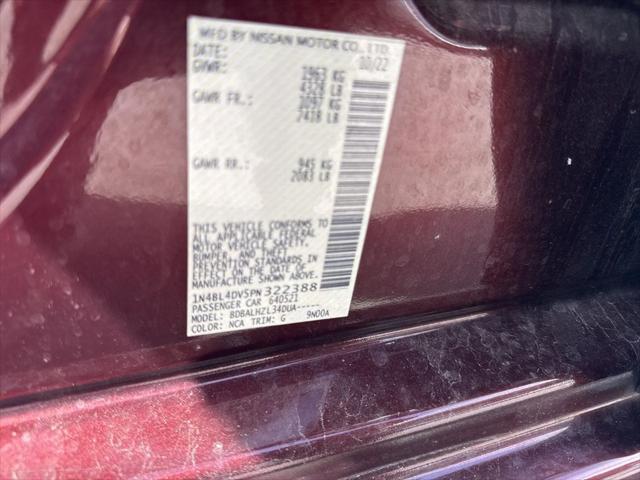 MFD BY NISSAN MOTOR CO., LTD.
DATE: 10/22
GVWR: 1963 KG
4328 LB
GAWR FR.: 1097 KG
2418 LB
GAWR RR.: 945 KG
2083 LB
THIS VEHICLE CONFORMS TO
ALL APPLICABLE FEDERAL
MOTOR VEHICLE SAFETY,
BUMPER, AND THEFT
PREVENTION STANDARDS IN
EFFECT ON THE DATE OF
MANUFACTURE SHOWN ABOVE.
1N4BL4DV5PN322388
PASSENGER CAR 640521
MODEL: BDBALHZL34DUA-----
COLOR: NCA TRIM: G 9N00A